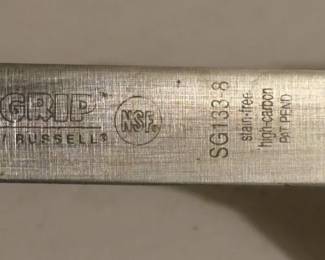 GRIP
RUSSELL®
NSF.
SG133-8
stain-free
high-carbon
PAT PEND